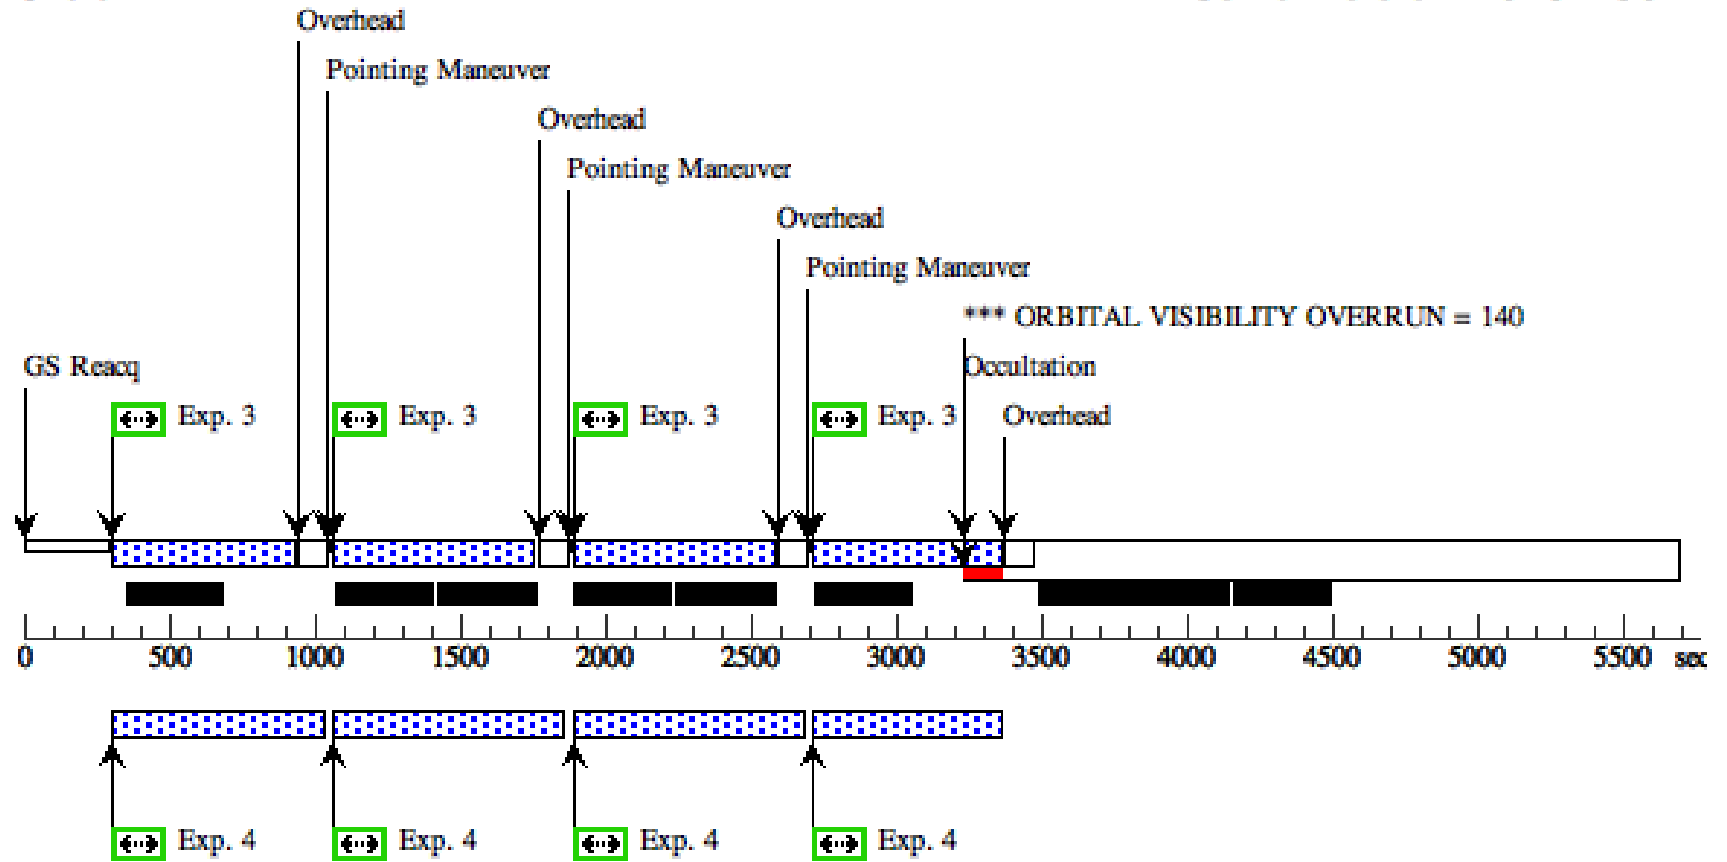 Overhead
Pointing Maneuver
Overhead
Pointing Maneuver
Overhead
Pointing Maneuver
*** ORBITAL VISIBILITY OVERRUN = 140
GS Reacq
Occultation
Exp. 3 Exp. 3 Exp. 3 Exp. 3 Overhead
0 500 1000 1500 2000 2500 3000 3500 4000 4500 5000 5500 sec
Exp. 4 Exp. 4 Exp. 4 Exp. 4